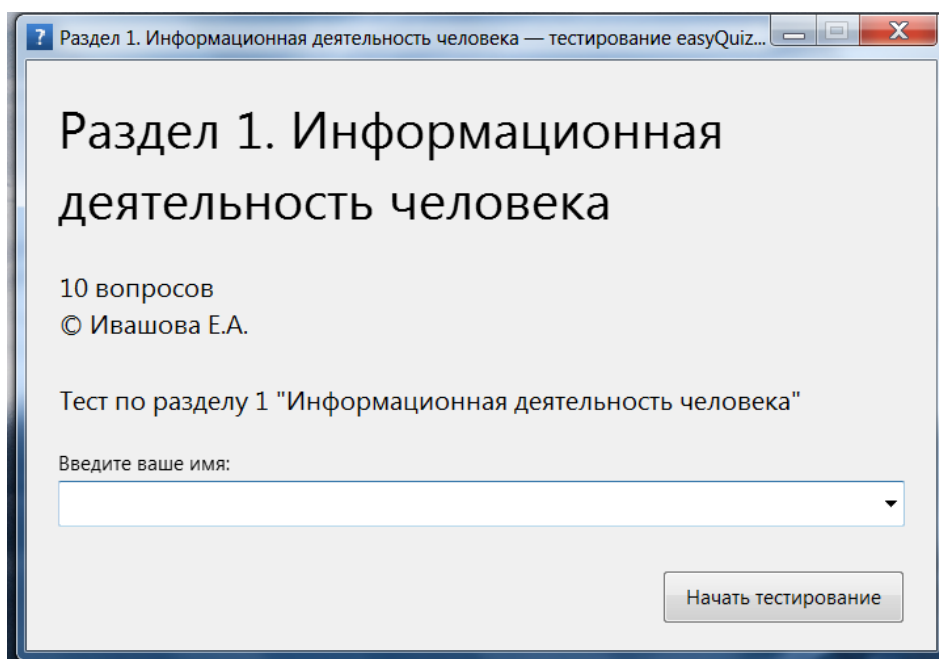 Раздел 1. Информационная деятельность человека — тестирование easyQuiz...
Раздел 1. Информационная
деятельность человека
10 вопросов
© Ивашова Е.А.
Тест по разделу 1 "Информационная деятельность человека"
Введите ваше имя:
Начать тестирование